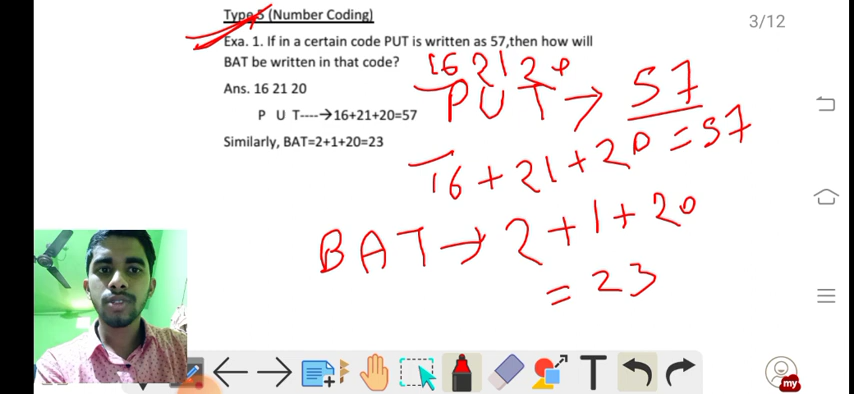 Type 5 (Number Coding)
3/12
Exa. 1. If in a certain code PUT is written as 57,then how will
BAT be written in that code?
Ans. 16 21 20
P U T----→16+21+20=57
Similarly, BAT=2+1+20=23
16 21 20
PUT → 57
16+21+20=57
BAT → 2+1+20
= 23
T
my